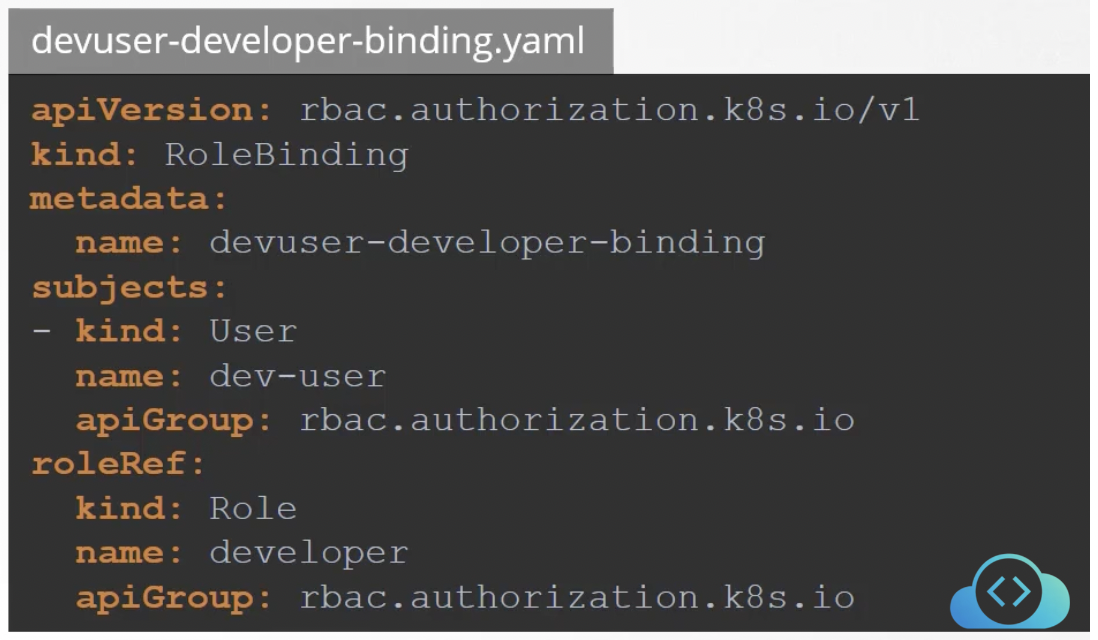 devuser-developer-binding.yaml
apiVersion: rbac.authorization.k8s.io/v1
kind: RoleBinding
metadata:
  name: devuser-developer-binding
subjects:
- kind: User
  name: dev-user
  apiGroup: rbac.authorization.k8s.io
roleRef:
  kind: Role
  name: developer
  apiGroup: rbac.authorization.k8s.io